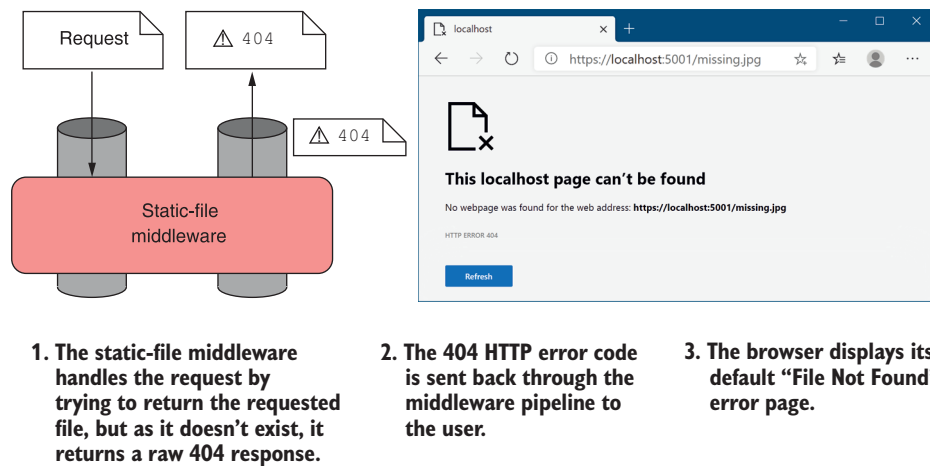 Request
⚠ 404
⚠ 404
Static-file
middleware
localhost
https://localhost:5001/missing.jpg
This localhost page can't be found
No webpage was found for the web address: https://localhost:5001/missing.jpg
HTTP ERROR 404
Refresh
1. The static-file middleware
handles the request by
trying to return the requested
file, but as it doesn't exist, it
returns a raw 404 response.
2. The 404 HTTP error code
is sent back through the
middleware pipeline to
the user.
3. The browser displays its
default “File Not Found
error page.